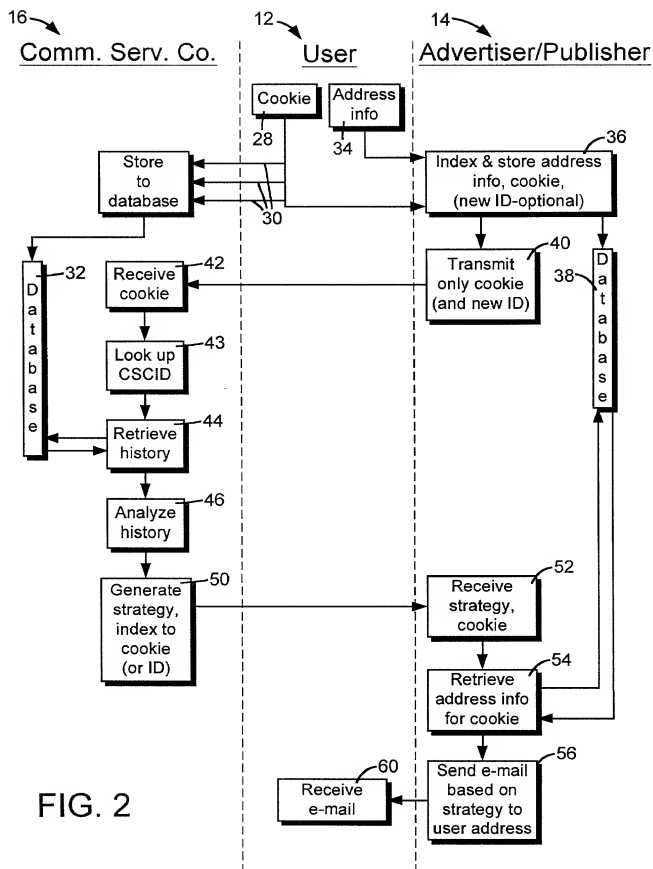 16
12
14
Comm. Serv. Co.
User
Advertiser/Publisher
Cookie
28
Address
info
34
36
Store
to
database
30
Index & store address
info, cookie,
(new ID-optional)
32
Database
42
Receive
cookie
40
Transmit
only cookie
(and new ID)
38
Database
43
Look up
CSCID
44
Retrieve
history
46
Analyze
history
50
Generate
strategy,
index to
cookie
(or ID)
52
Receive
strategy,
cookie
54
Retrieve
address info
for cookie
56
Send e-mail
based on
strategy to
user address
60
Receive
e-mail
FIG. 2